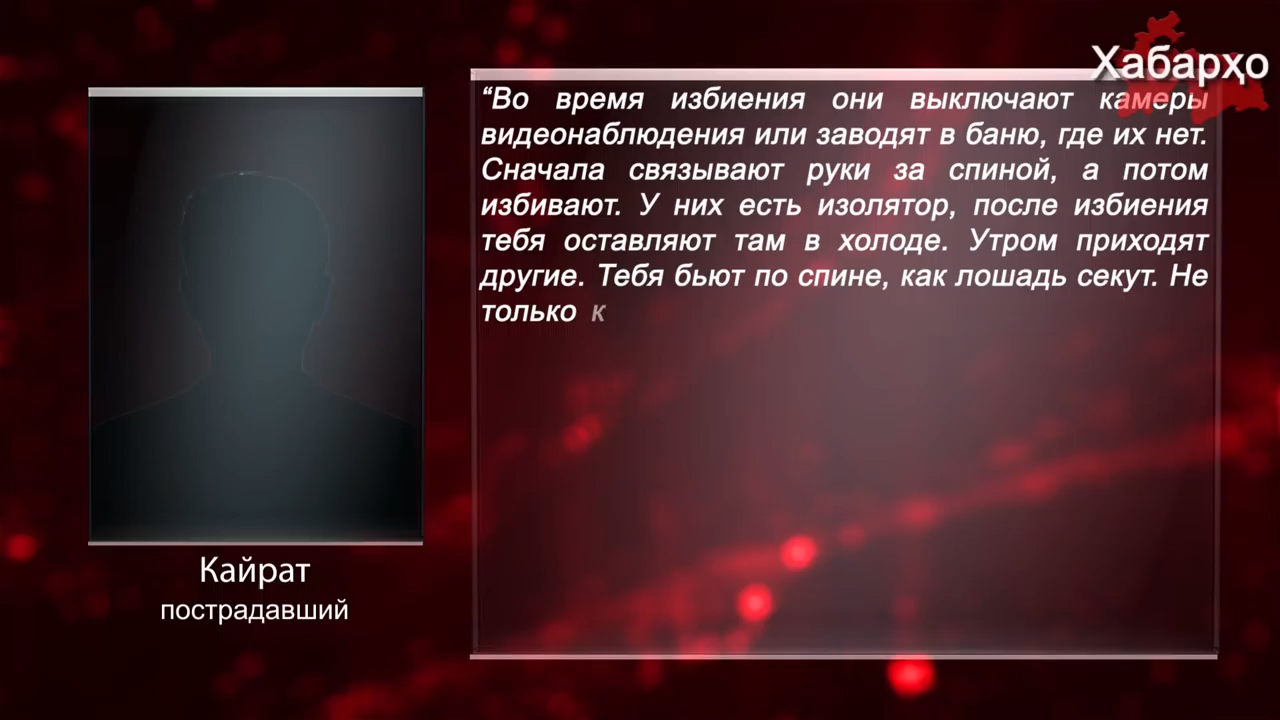 Хабарҳо
“Во время избиения они выключают камеры
видеонаблюдения или заводят в баню, где их нет.
Сначала связывают руки за спиной, а потом
избивают. У них есть изолятор, после избиения
тебя оставляют там в холоде. Утром приходят
другие. Тебя бьют по спине, как лошадь секут. Не
только к
Кайрат
пострадавший